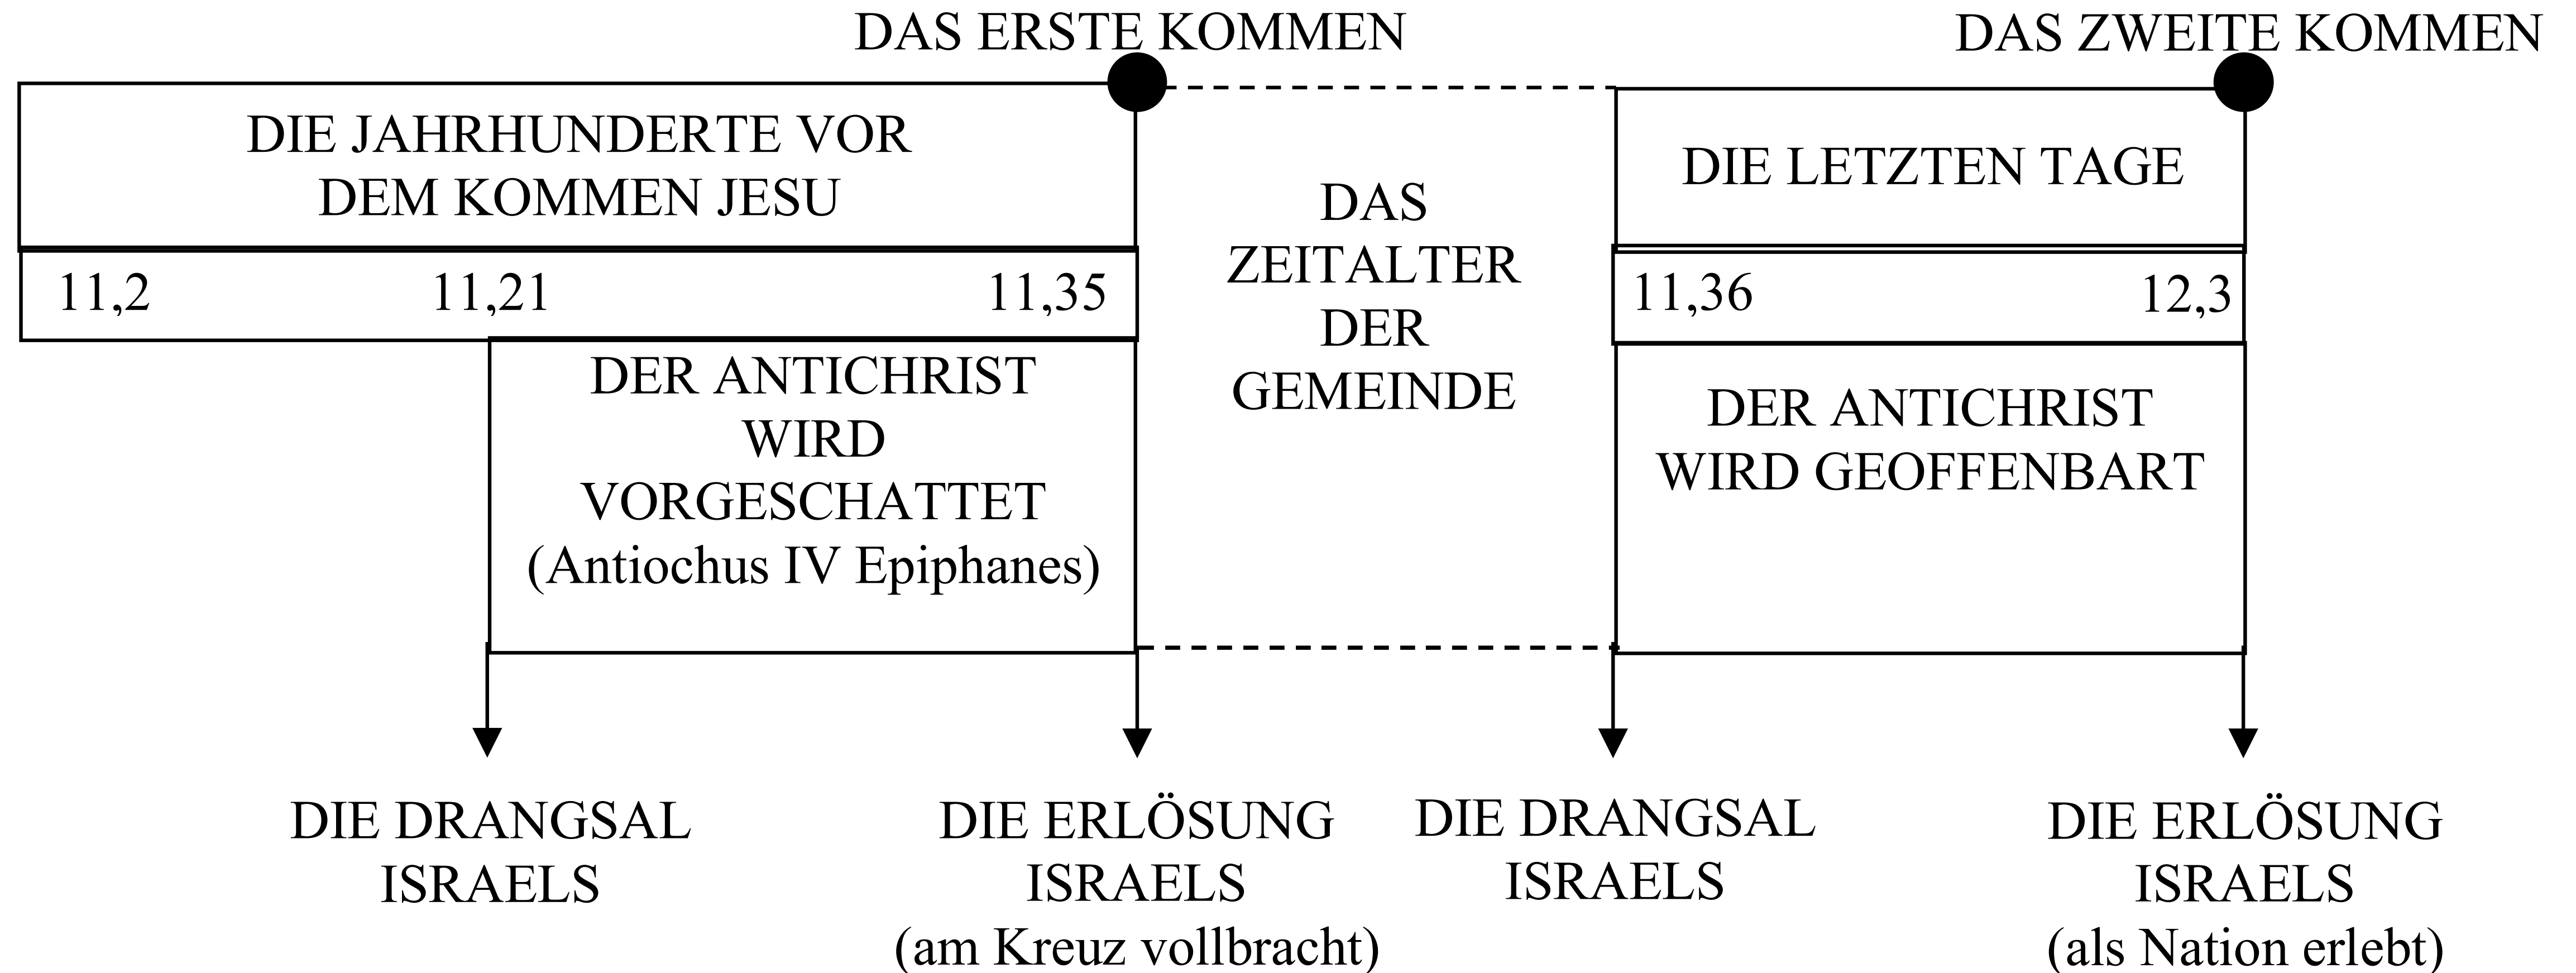 DAS ERSTE KOMMEN
DAS ZWEITE KOMMEN
DIE JAHRHUNDERTE VOR
DEM KOMMEN JESU
11,2
11,21
11,35
DER ANTICHRIST
WIRD
VORGESCHATTET
(Antiochus IV Epiphanes)
DAS
ZEITALTER
DER
GEMEINDE
DIE LETZTEN TAGE
11,36
12,3
DER ANTICHRIST
WIRD GEOFFENBART
DIE DRANGSAL
ISRAELS
DIE ERLÖSUNG
ISRAELS
(am Kreuz vollbracht)
DIE DRANGSAL
ISRAELS
DIE ERLÖSUNG
ISRAELS
(als Nation erlebt)